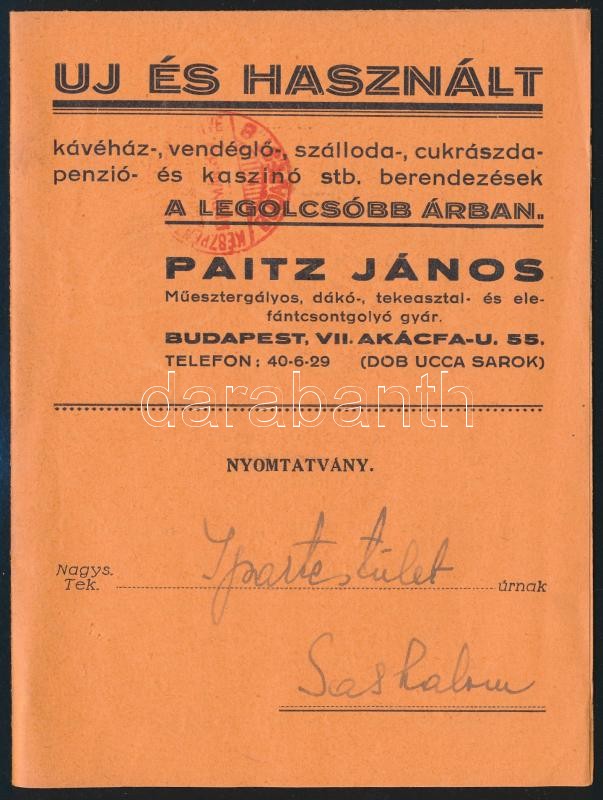 UJ ÉS HASZNÁLT
kávéház-, vendéglő-, szálloda-, cukrászda-
penzió- és kaszinó stb. berendezések
A LEGOLCSÓBB ÁRBAN.
PAITZ JÁNOS
Műesztergályos, dákó-, tekeasztal- és ele-
fántcsontgolyó gyár.
BUDAPEST, VII. AKÁCFA-U. 55.
TELEFON: 40-6-29 (DOB UCCA SAROK)
darabanth
NYOMTATVÁNY.
Nagys.
Tek. Ipartestület úrnak
Sashalom